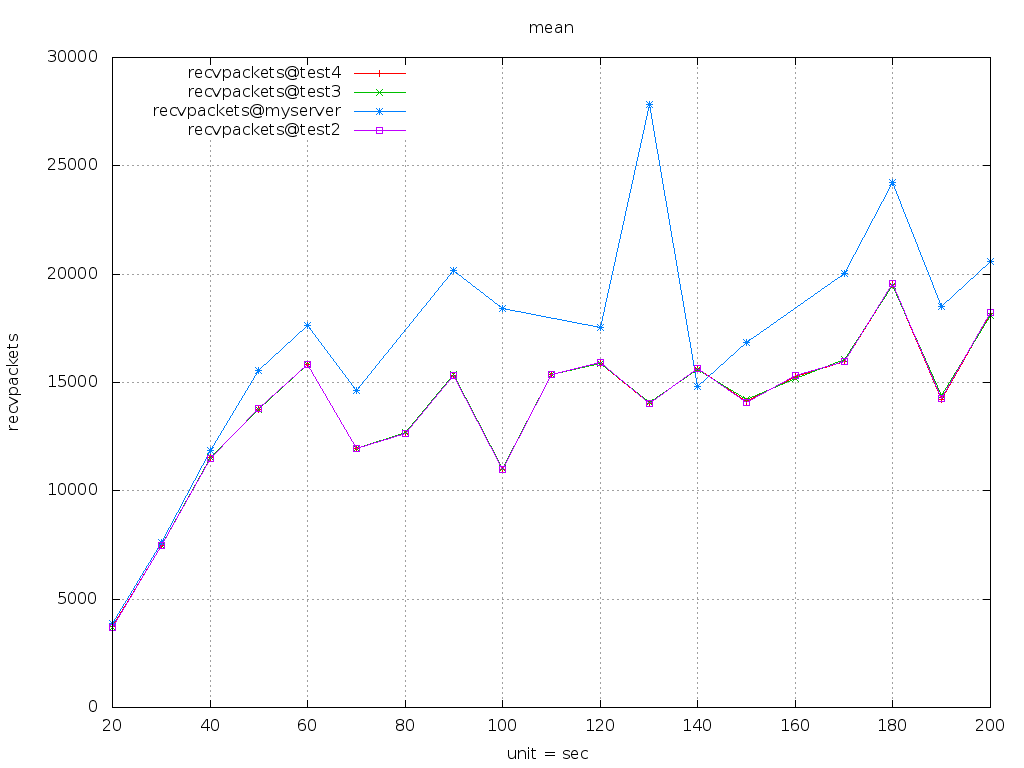 mean
30000
25000
20000
15000
10000
5000
0
recvpackets
recvpackets@test4
recvpackets@test3
recvpackets@myserver
recvpackets@test2
20 40 60 80 100 120 140 160 180 200
unit = sec